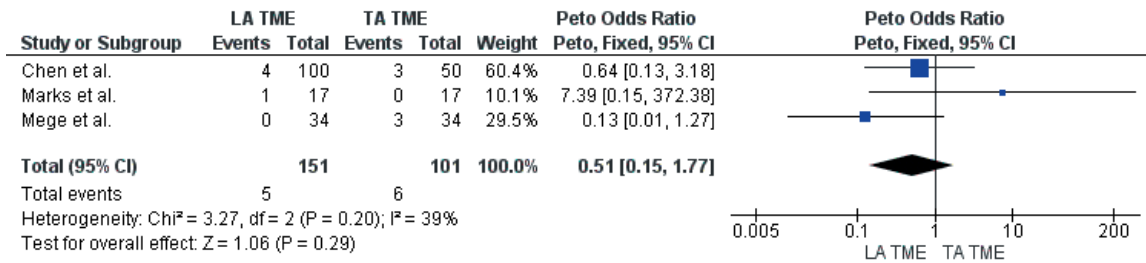 LA TME TA TME Peto Odds Ratio Peto Odds Ratio
Study or Subgroup Events Total Events Total Weight Peto, Fixed, 95% CI Peto, Fixed, 95% CI
Chen et al. 4 100 3 50 60.4% 0.64 [0.13, 3.18]
Marks et al. 1 17 0 17 10.1% 7.39 [0.15, 372.38]
Mege et al. 0 34 3 34 29.5% 0.13 [0.01, 1.27]
Total (95% CI) 151 101 100.0% 0.51 [0.15, 1.77]
Total events 5 6
Heterogeneity: Chi² = 3.27, df = 2 (P = 0.20); I² = 39%
Test for overall effect: Z = 1.06 (P = 0.29)
0.005 0.1 1 10 200
LA TME TA TME